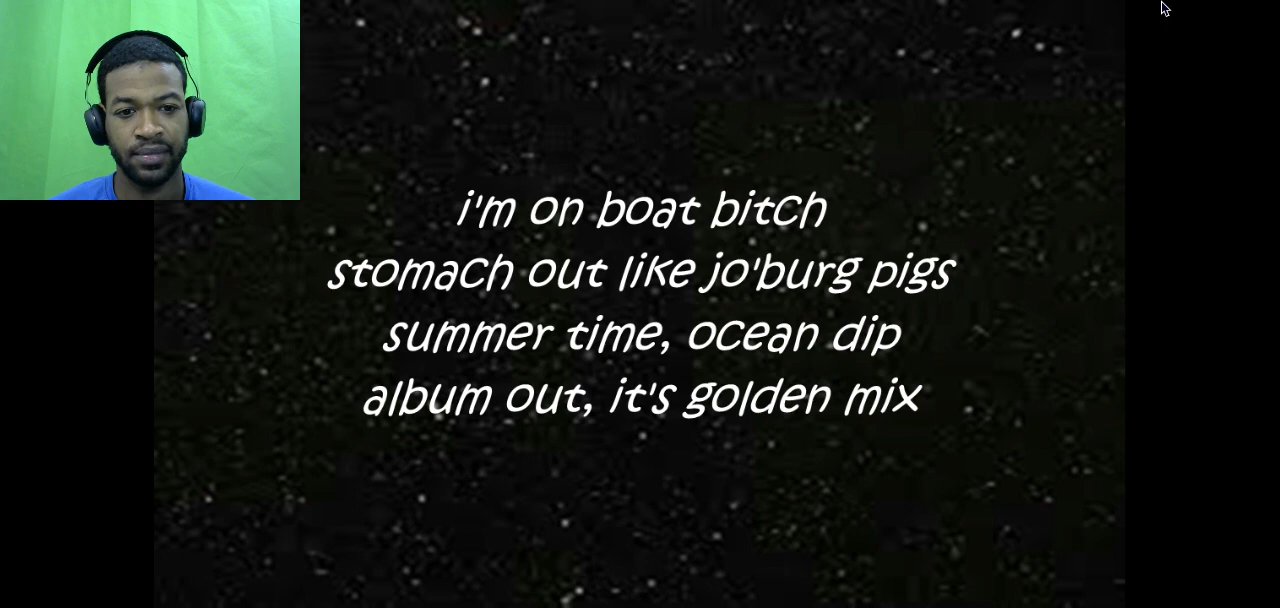 i'm on boat bitch
stomach out like jo'burg pigs
summer time, ocean dip
album out, it's golden mix